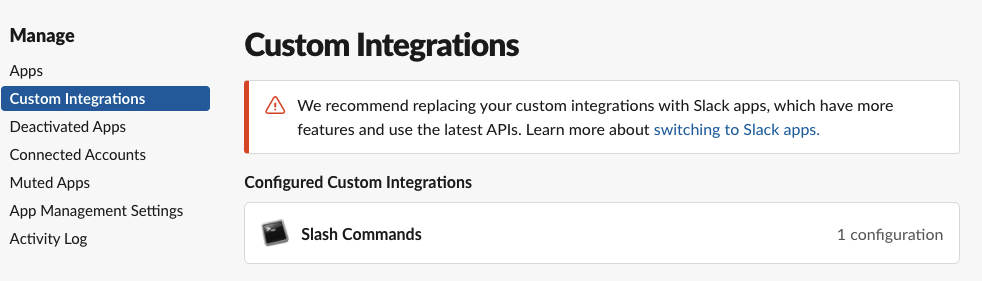 Manage
Apps
Custom Integrations
Deactivated Apps
Connected Accounts
Muted Apps
App Management Settings
Activity Log
Custom Integrations
We recommend replacing your custom integrations with Slack apps, which have more
features and use the latest APIs. Learn more about switching to Slack apps.
Configured Custom Integrations
Slash Commands
1 configuration